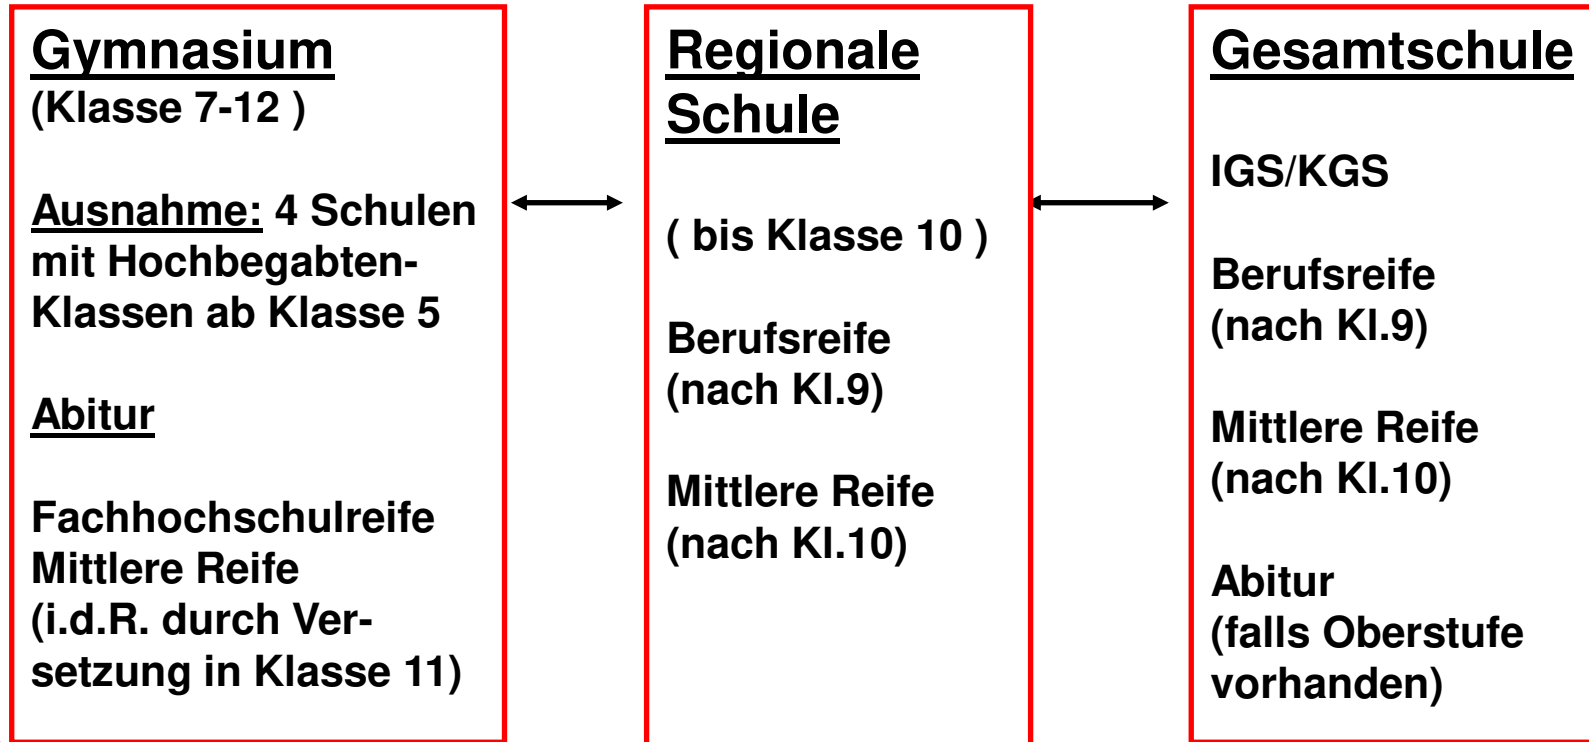 Gymnasium
(Klasse 7-12 )
Ausnahme: 4 Schulen
mit Hochbegabten-
Klassen ab Klasse 5
Abitur
Fachhochschulreife
Mittlere Reife
(i.d.R. durch Ver-
setzung in Klasse 11)
Regionale
Schule
( bis Klasse 10 )
Berufsreife
(nach Kl.9)
Mittlere Reife
(nach Kl.10)
Gesamtschule
IGS/KGS
Berufsreife
(nach Kl.9)
Mittlere Reife
(nach Kl.10)
Abitur
(falls Oberstufe
vorhanden)